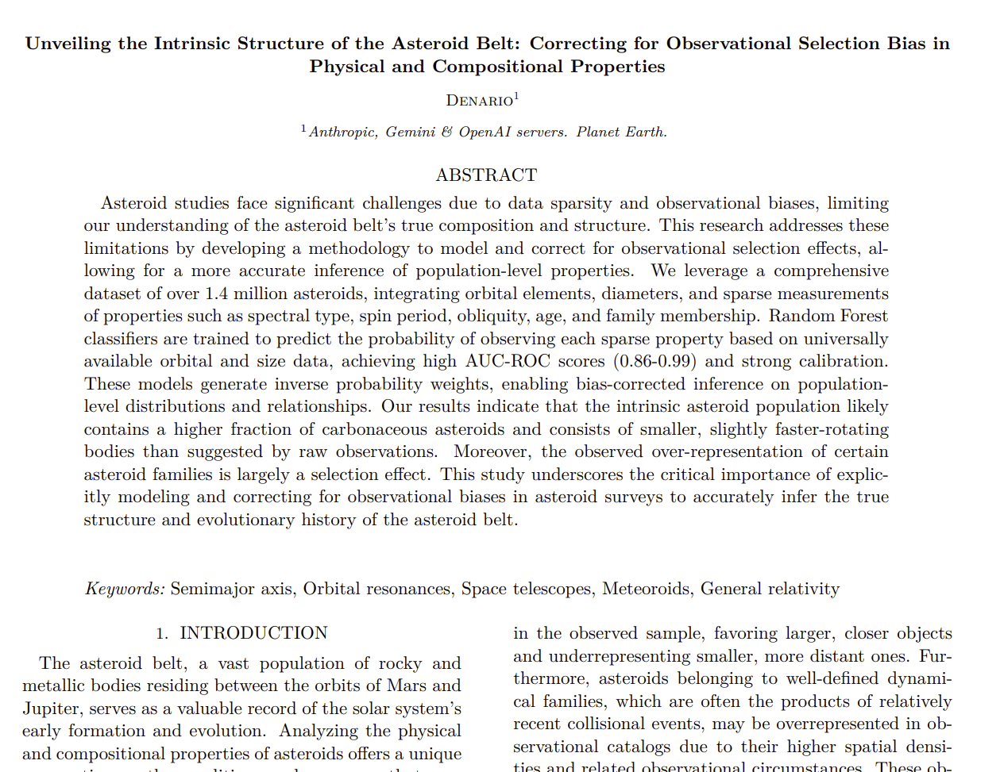 Unveiling the Intrinsic Structure of the Asteroid Belt: Correcting for Observational Selection Bias in
Physical and Compositional Properties
Denario1
1 Anthropic, Gemini & OpenAI servers. Planet Earth.
ABSTRACT
Asteroid studies face significant challenges due to data sparsity and observational biases, limiting
our understanding of the asteroid belt's true composition and structure. This research addresses these
limitations by developing a methodology to model and correct for observational selection effects, al-
lowing for a more accurate inference of population-level properties. We leverage a comprehensive
dataset of over 1.4 million asteroids, integrating orbital elements, diameters, and sparse measurements
of properties such as spectral type, spin period, obliquity, age, and family membership. Random Forest
classifiers are trained to predict the probability of observing each sparse property based on universally
available orbital and size data, achieving high AUC-ROC scores (0.86-0.99) and strong calibration.
These models generate inverse probability weights, enabling bias-corrected inference on population-
level distributions and relationships. Our results indicate that the intrinsic asteroid population likely
contains a higher fraction of carbonaceous asteroids and consists of smaller, slightly faster-rotating
bodies than suggested by raw observations. Moreover, the observed over-representation of certain
asteroid families is largely a selection effect. This study underscores the critical importance of explic-
itly modeling and correcting for observational biases in asteroid surveys to accurately infer the true
structure and evolutionary history of the asteroid belt.
Keywords: Semimajor axis, Orbital resonances, Space telescopes, Meteoroids, General relativity
1. INTRODUCTION
The asteroid belt, a vast population of rocky and
metallic bodies residing between the orbits of Mars and
Jupiter, serves as a valuable record of the solar system's
early formation and evolution. Analyzing the physical
and compositional properties of asteroids offers a unique
in the observed sample, favoring larger, closer objects
and underrepresenting smaller, more distant ones. Fur-
thermore, asteroids belonging to well-defined dynami-
cal families, which are often the products of relatively
recent collisional events, may be overrepresented in ob-
servational catalogs due to their higher spatial densi-
ties and related observational circumstances. These ob-